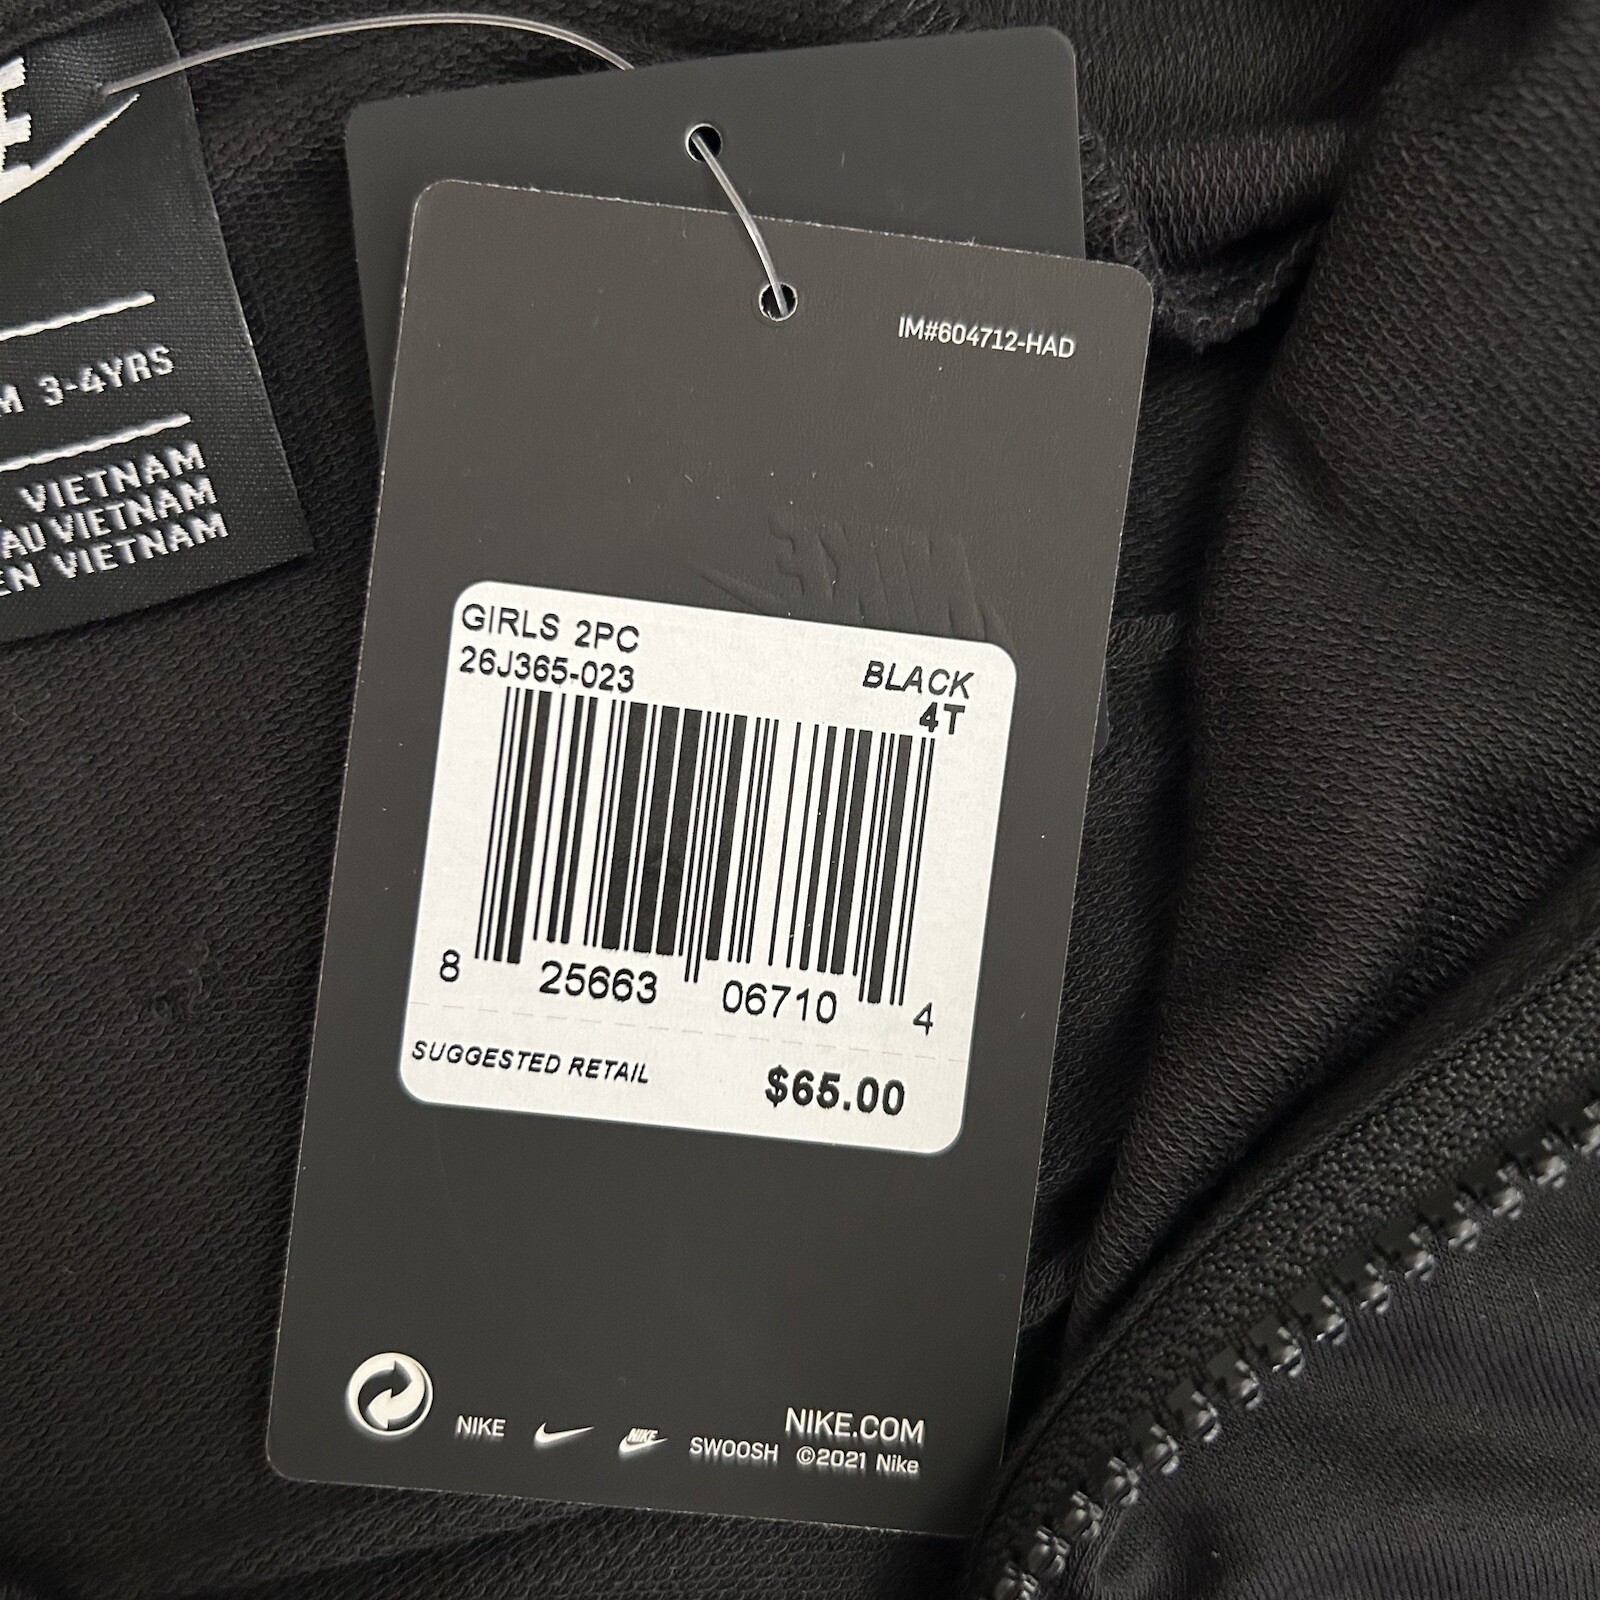 M 3-4YRS
VIETNAM
AU VIETNAM
EN VIETNAM
IM#604712-HAD
GIRLS 2PC
26J365-023
BLACK
4T
8 25663 06710 4
SUGGESTED RETAIL $65.00
NIKE NIKE SWOOSH
NIKE.COM
©2021 Nike